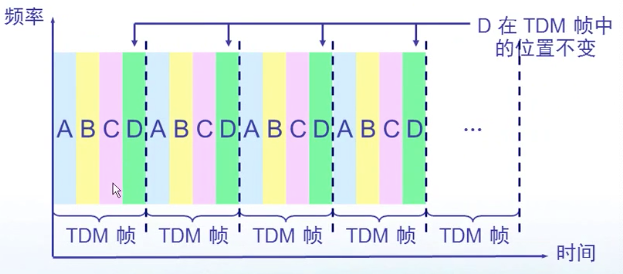 频率
D 在 TDM 帧中
的位置不变
A B C D A B C D A B C D A B C D ...
TDM 帧 TDM 帧 TDM 帧 TDM 帧 TDM 帧
时间